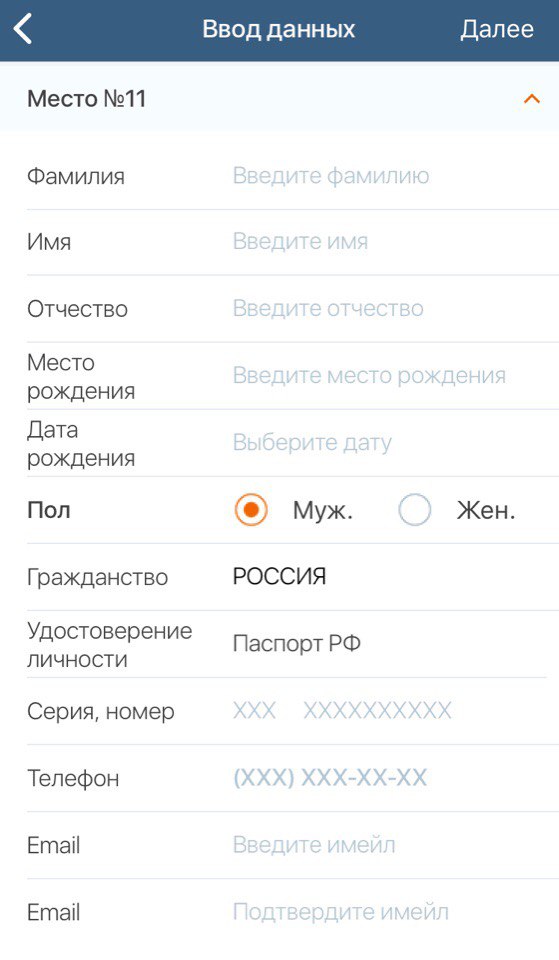 Ввод данных Далее
Место №11
Фамилия Введите фамилию
Имя Введите имя
Отчество Введите отчество
Место
рождения Введите место рождения
Дата
рождения Выберите дату
Пол Муж. Жен.
Гражданство РОССИЯ
Удостоверение
личности Паспорт РФ
Серия, номер XXX XXXXXXXXXX
Телефон (XXX) XXX-XX-XX
Email Введите имейл
Email Подтвердите имейл